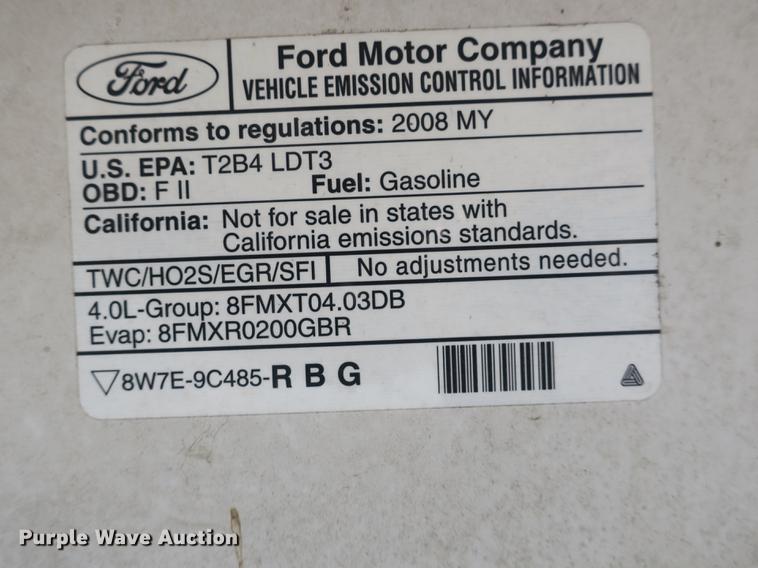 Ford
Ford Motor Company
VEHICLE EMISSION CONTROL INFORMATION
Conforms to regulations: 2008 MY
U.S. EPA: T2B4 LDT3
OBD: F II Fuel: Gasoline
California: Not for sale in states with
California emissions standards.
TWC/HO2S/EGR/SFI No adjustments needed.
4.0L-Group: 8FMXT04.03DB
Evap: 8FMXR0200GBR
8W7E-9C485-R B G
Purple Wave Auction